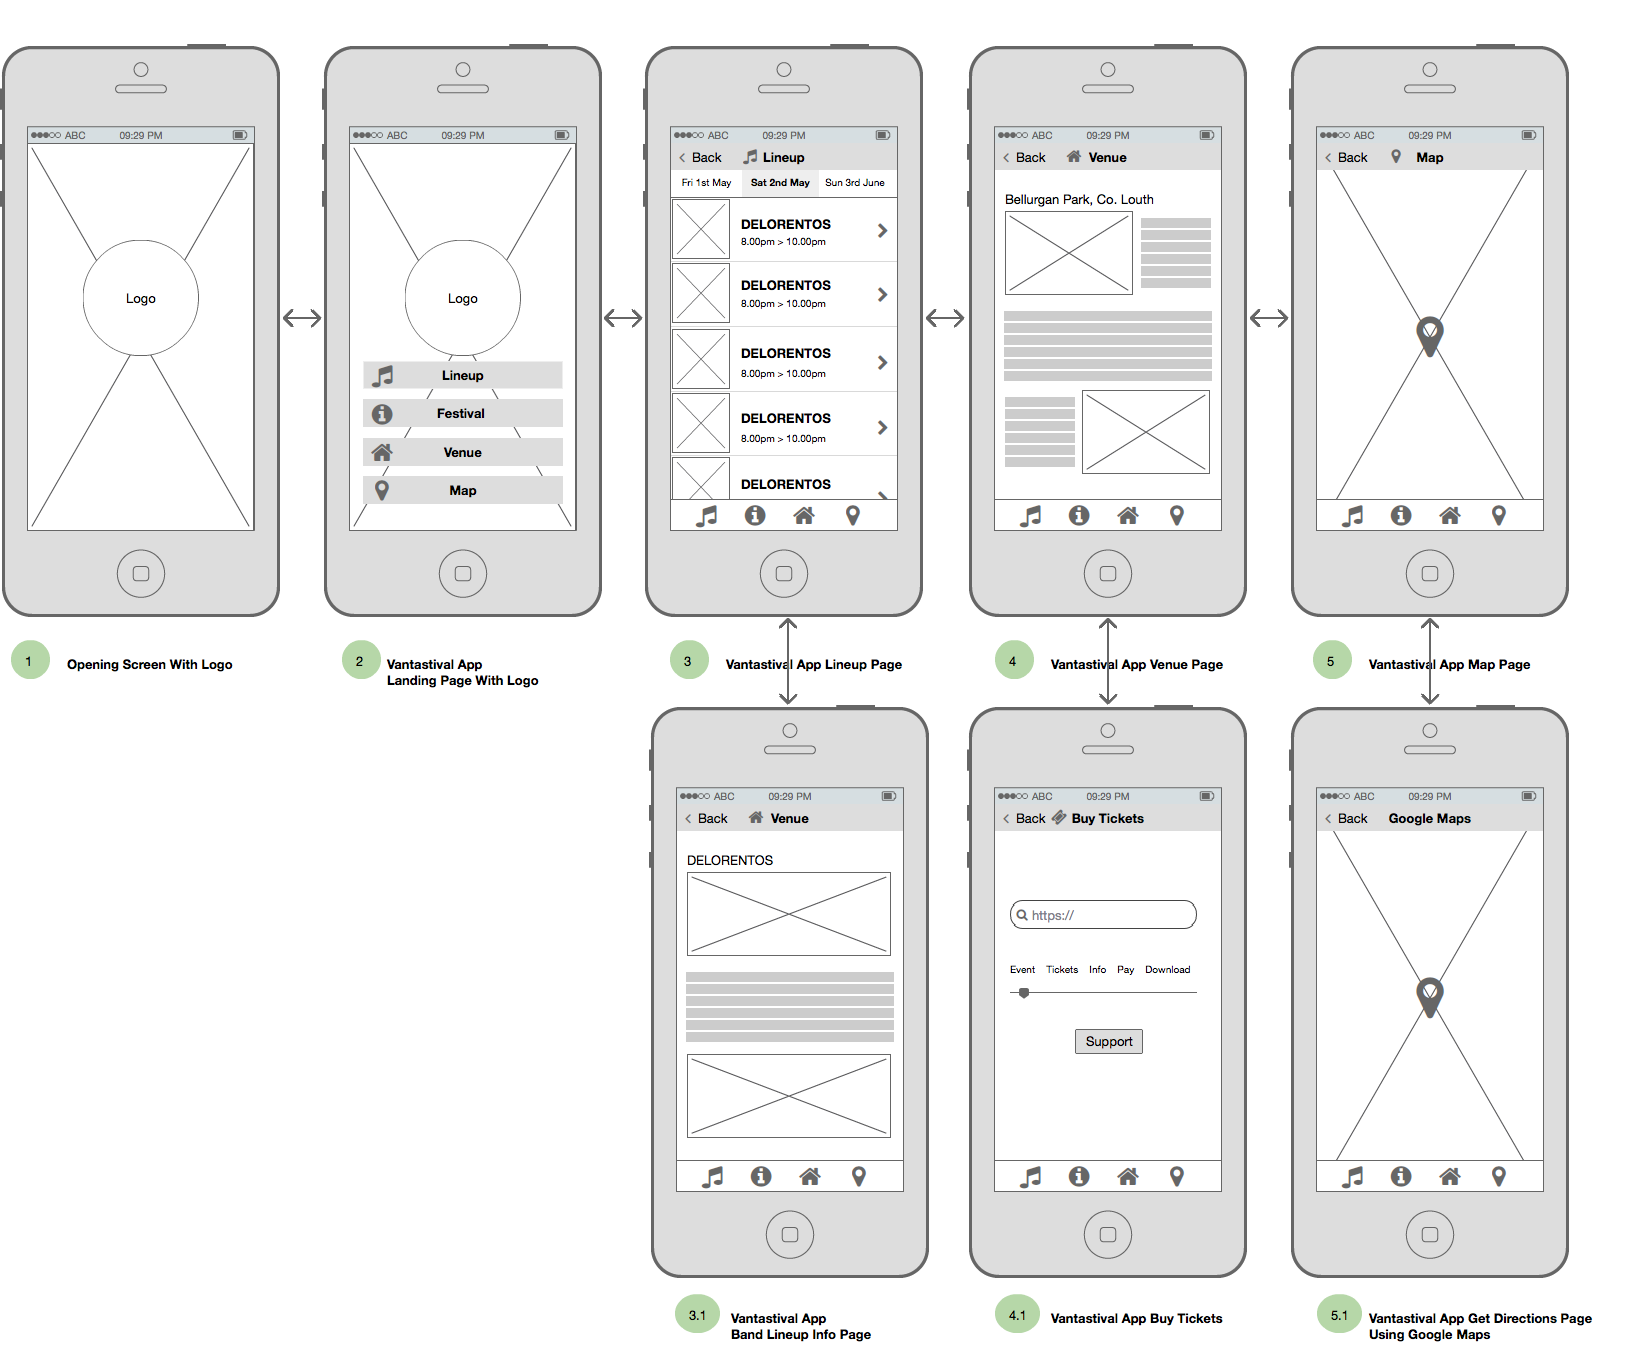 ABC 09:29 PM
Logo
1 Opening Screen With Logo
ABC 09:29 PM
Logo
Lineup
Festival
Venue
Map
2 Vantastival App
Landing Page With Logo
ABC 09:29 PM
Back Lineup
Fri 1st May Sat 2nd May Sun 3rd June
DELORENTOS
8.00pm > 10.00pm
DELORENTOS
8.00pm > 10.00pm
DELORENTOS
8.00pm > 10.00pm
DELORENTOS
8.00pm > 10.00pm
DELORENTOS
3 Vantastival App Lineup Page
ABC 09:29 PM
Back Venue
Bellurgan Park, Co. Louth
4 Vantastival App Venue Page
ABC 09:29 PM
Back Map
5 Vantastival App Map Page
ABC 09:29 PM
Back Venue
DELORENTOS
3.1 Vantastival App
Band Lineup Info Page
ABC 09:29 PM
Back Buy Tickets
https://
Event Tickets Info Pay Download
Support
4.1 Vantastival App Buy Tickets
ABC 09:29 PM
Back Google Maps
5.1 Vantastival App Get Directions Page
Using Google Maps